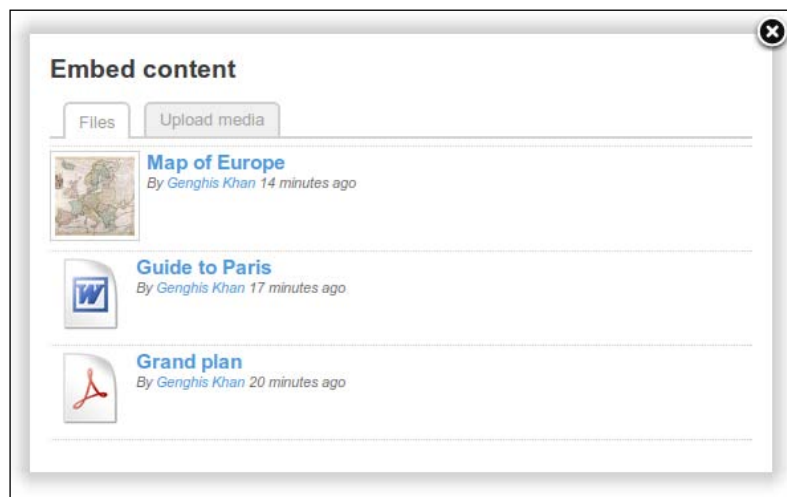 Embed content
Files
Upload media
Map of Europe
By Genghis Khan 14 minutes ago
Guide to Paris
By Genghis Khan 17 minutes ago
W
Grand plan
By Genghis Khan 20 minutes ago